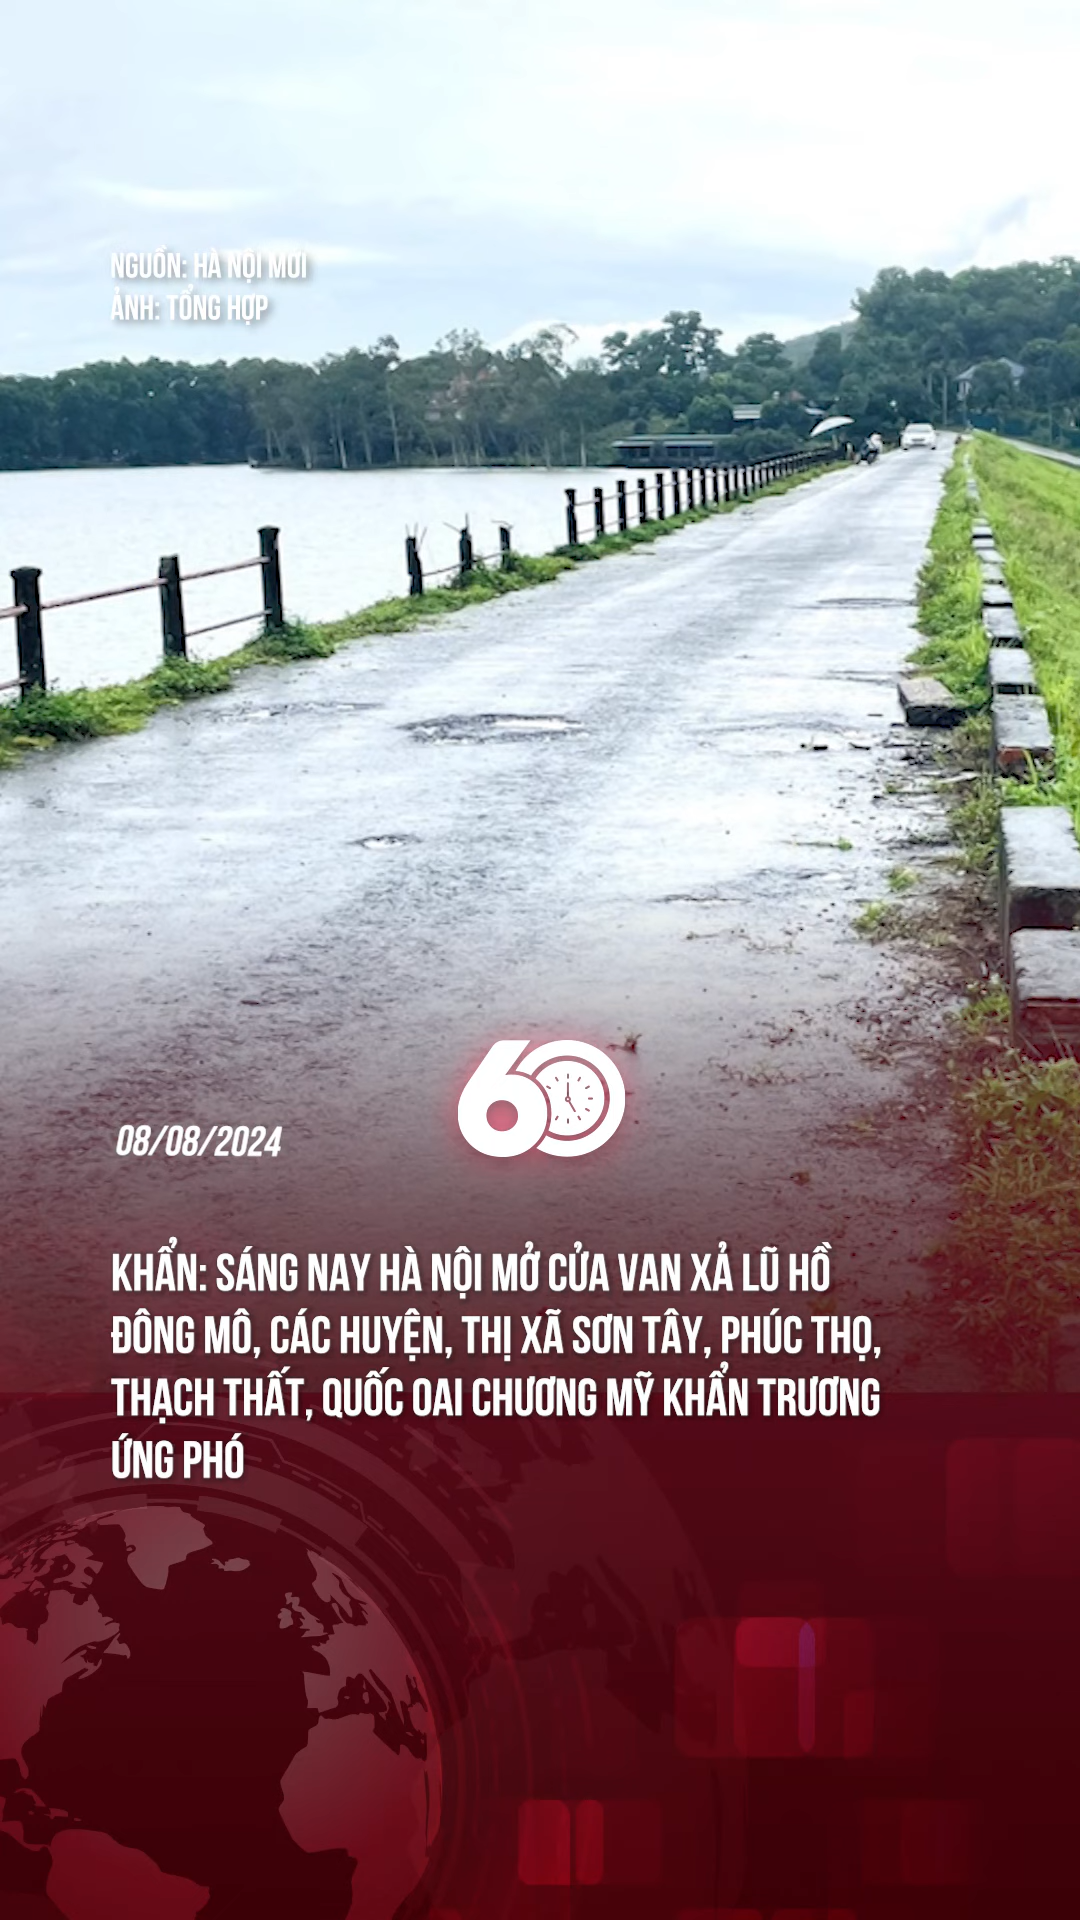 NGUỒN: HÀ NỘI MƠI
ẢNH: TỔNG HỢP
60
08/08/2024
KHẨN: SÁNG NAY HÀ NỘI MỞ CỬA VAN XẢ LŨ HỒ
ĐÔNG MÔ, CÁC HUYỆN, THỊ XÃ SƠN TÂY, PHÚC THỌ,
THẠCH THẤT, QUỐC OAI CHƯƠNG MỸ KHẨN TRƯƠNG
ỨNG PHÓ